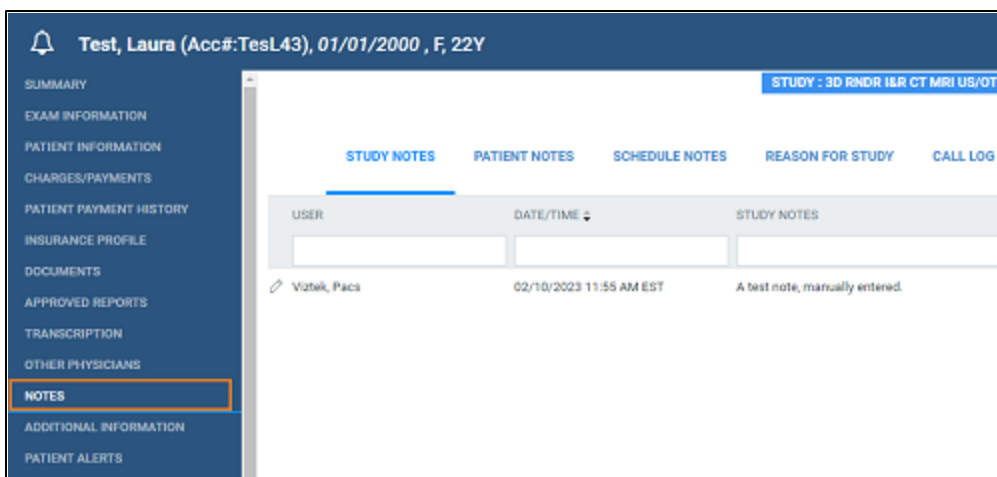 Test, Laura (Acc#:TesL43), 01/01/2000 , F, 22Y
SUMMARY
EXAM INFORMATION
PATIENT INFORMATION
CHARGES/PAYMENTS
PATIENT PAYMENT HISTORY
INSURANCE PROFILE
DOCUMENTS
APPROVED REPORTS
TRANSCRIPTION
OTHER PHYSICIANS
NOTES
ADDITIONAL INFORMATION
PATIENT ALERTS
STUDY : 3D RNDR I&R CT MRI US/OT
STUDY NOTES PATIENT NOTES SCHEDULE NOTES REASON FOR STUDY CALL LOG
USER DATE/TIME STUDY NOTES
Viztek, Pacs 02/10/2023 11:55 AM EST A test note, manually entered.